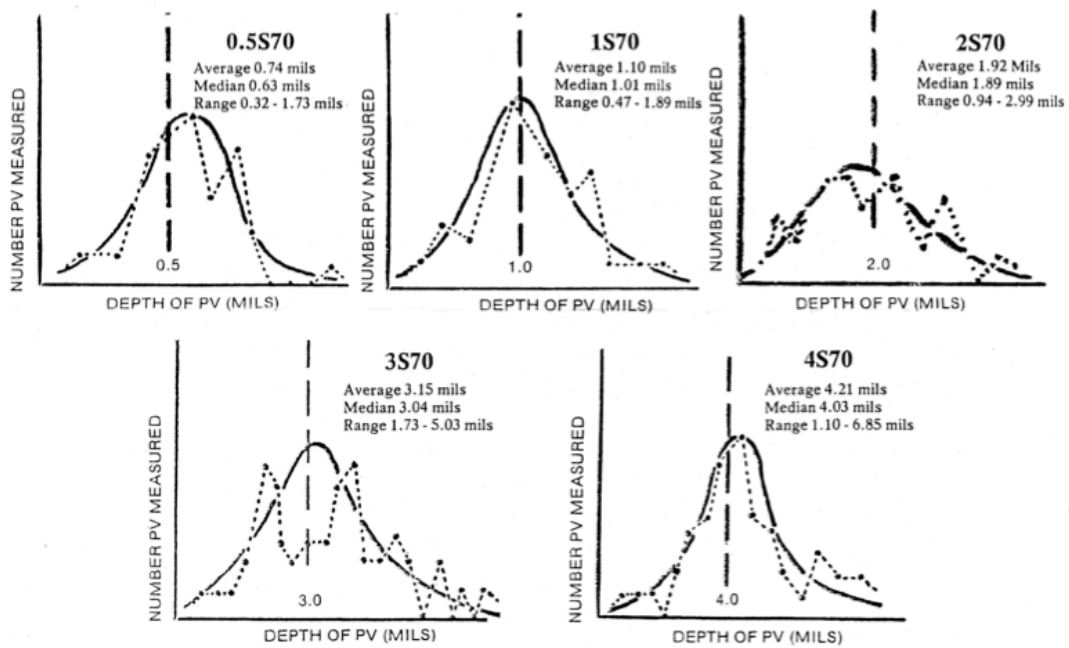 0.5S70
Average 0.74 mils
Median 0.63 mils
Range 0.32 - 1.73 mils
NUMBER PV MEASURED
0.5
DEPTH OF PV (MILS)
1S70
Average 1.10 mils
Median 1.01 mils
Range 0.47 - 1.89 mils
NUMBER PV MEASURED
1.0
DEPTH OF PV (MILS)
2S70
Average 1.92 Mils
Median 1.89 mils
Range 0.94 - 2.99 mils
NUMBER PV MEASURED
2.0
DEPTH OF PV (MILS)
3S70
Average 3.15 mils
Median 3.04 mils
Range 1.73 - 5.03 mils
NUMBER PV MEASURED
3.0
DEPTH OF PV (MILS)
4S70
Average 4.21 mils
Median 4.03 mils
Range 1.10 - 6.85 mils
NUMBER PV MEASURED
4.0
DEPTH OF PV (MILS)